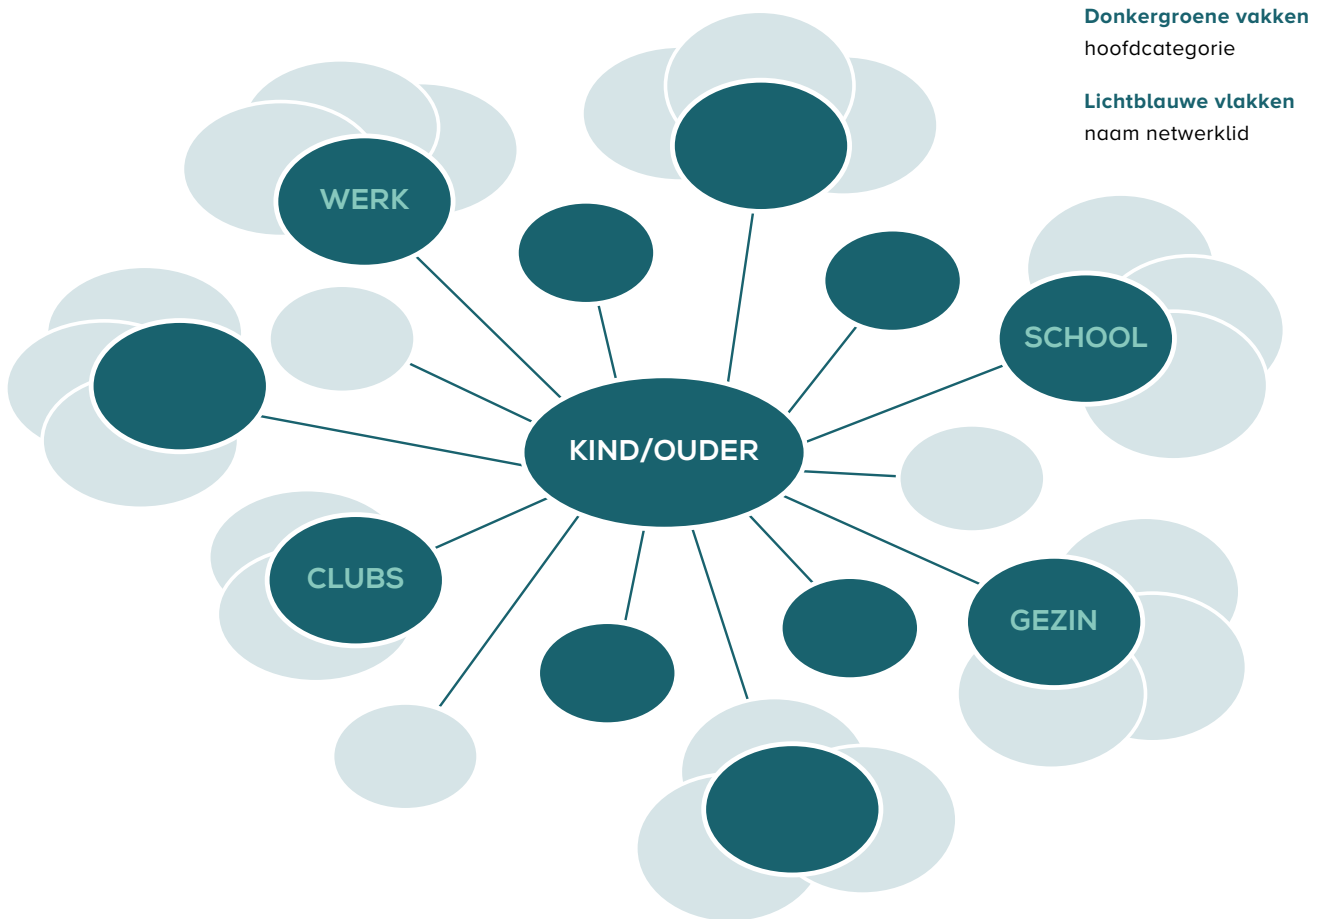 Donkergroene vakken
hoofdcategorie
Lichtblauwe vlakken
naam netwerklid
WERK
SCHOOL
KIND/OUDER
CLUBS
GEZIN